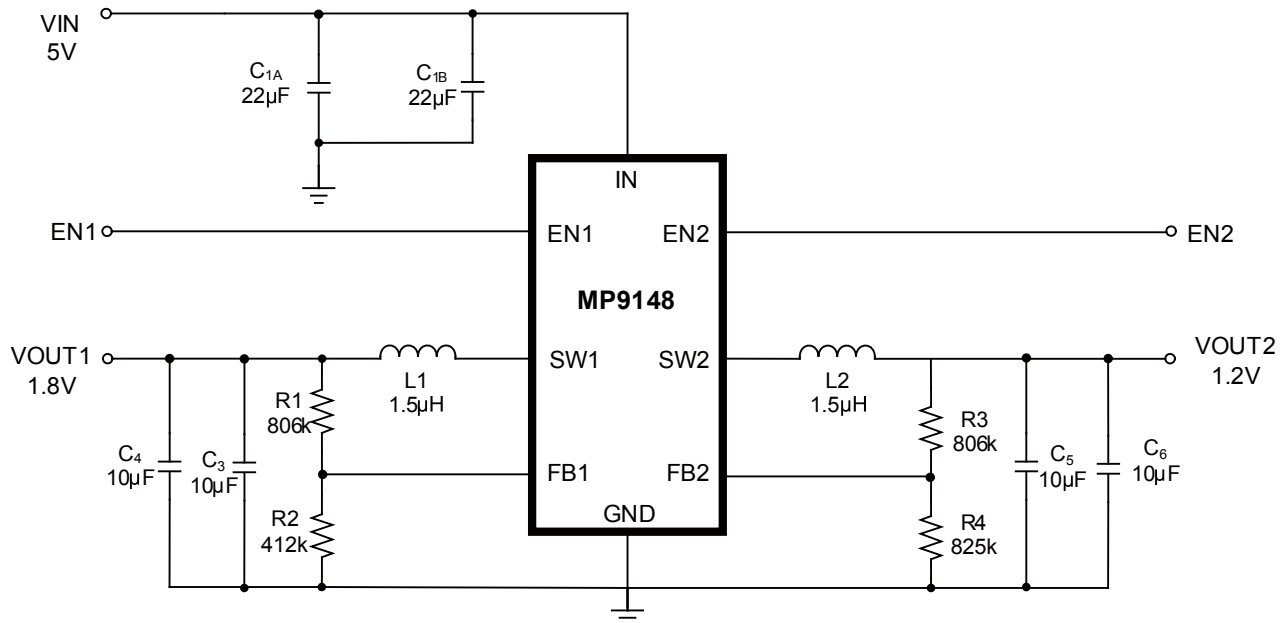 VIN
5V
C1A
22µF
C1B
22µF
IN
EN1
EN1
EN2
EN2
MP9148
VOUT1
1.8V
SW1
SW2
VOUT2
1.2V
L1
1.5µH
L2
1.5µH
R1
806k
R3
806k
C4
10µF
C3
10µF
FB1
FB2
C5
10µF
C6
10µF
R2
412k
GND
R4
825k